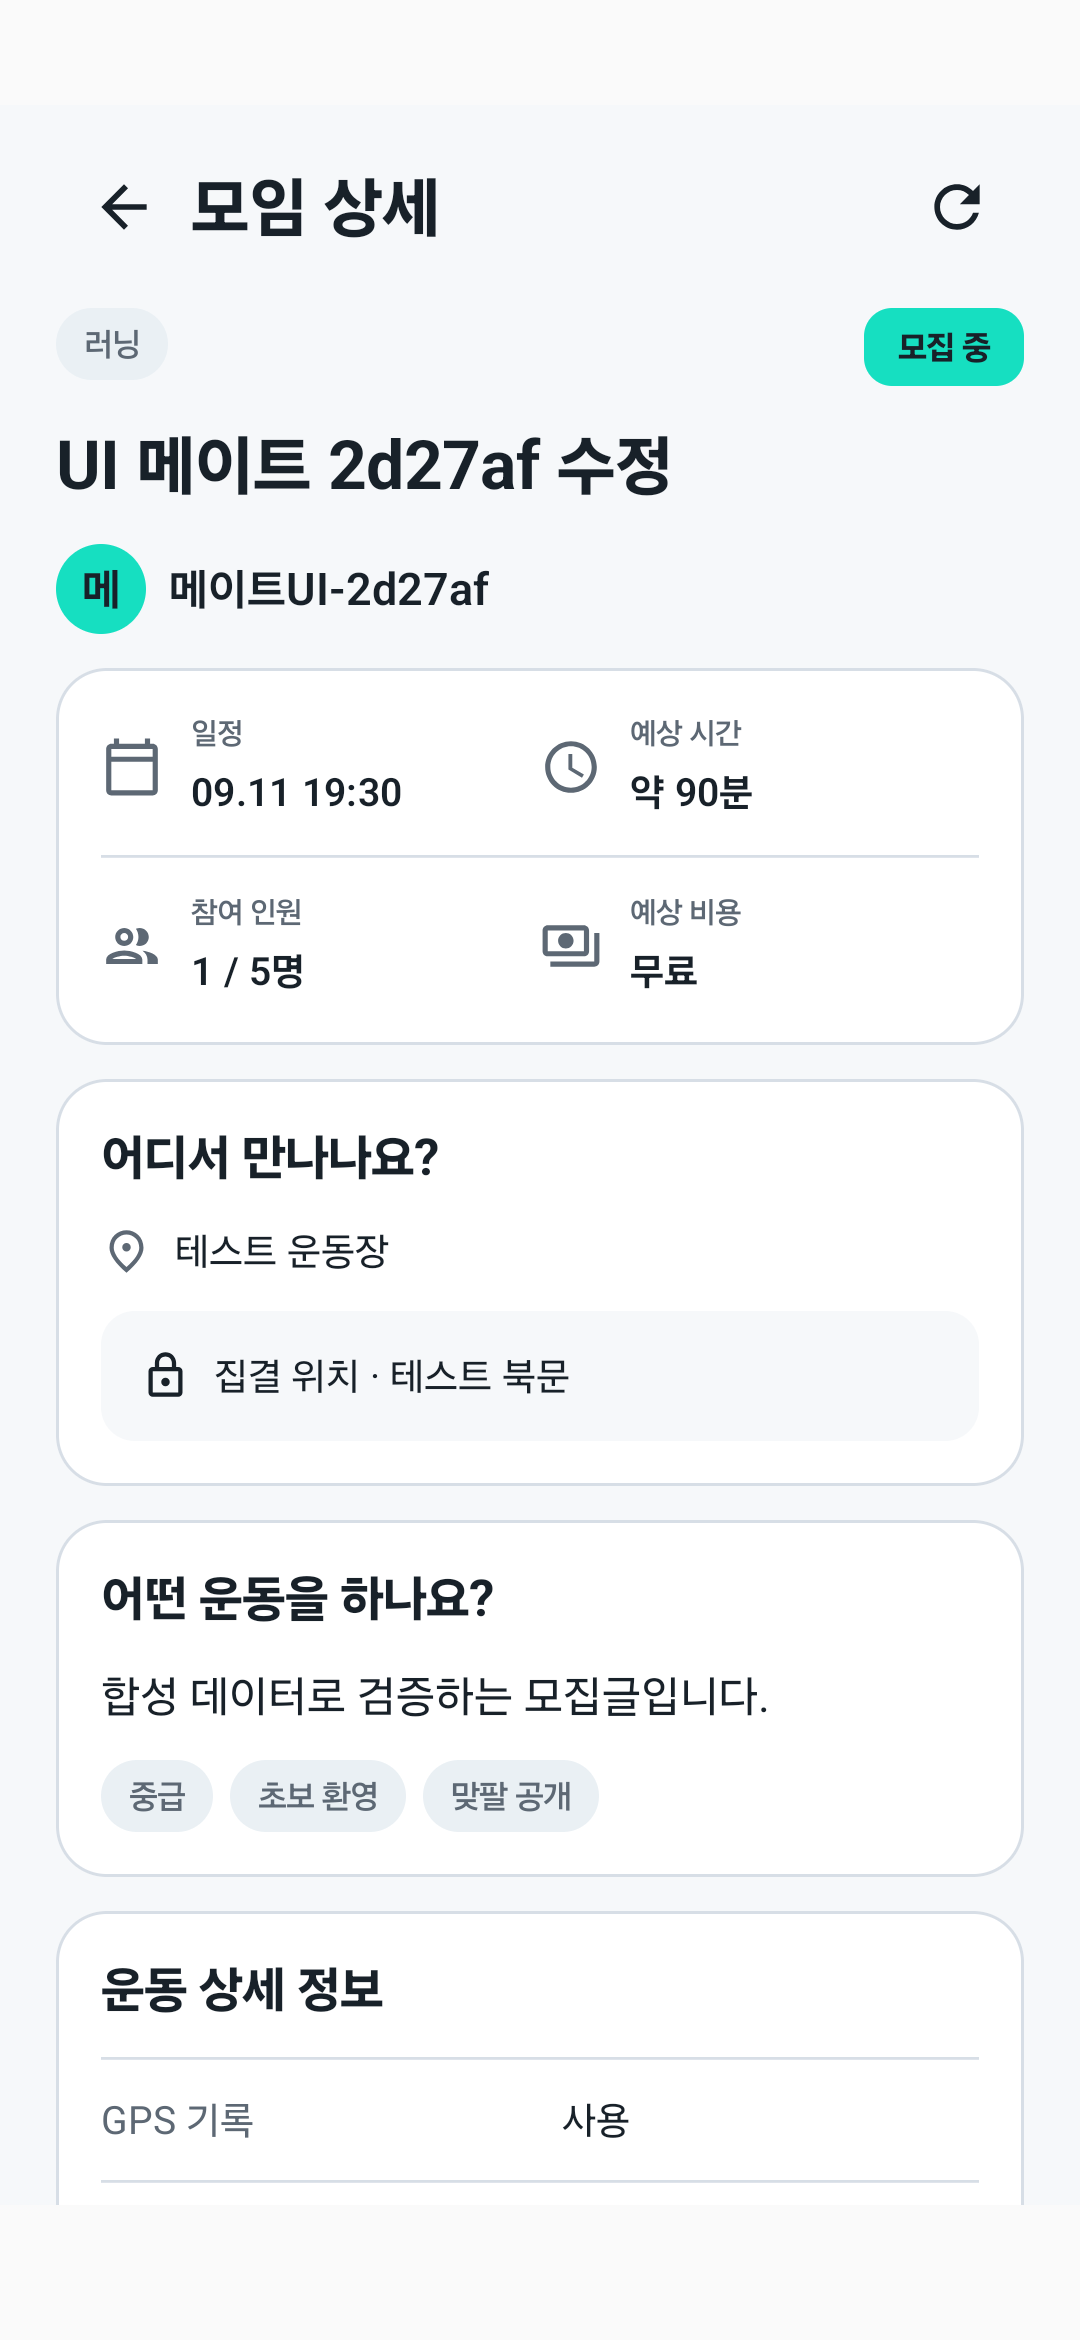 모임 상세
러닝
모집 중
UI 메이트 2d27af 수정
메
메이트UI-2d27af
일정
09.11 19:30
예상 시간
약 90분
참여 인원
1 / 5명
예상 비용
무료
어디서 만나나요?
테스트 운동장
집결 위치 · 테스트 북문
어떤 운동을 하나요?
합성 데이터로 검증하는 모집글입니다.
중급
초보 환영
맞팔 공개
운동 상세 정보
GPS 기록
사용